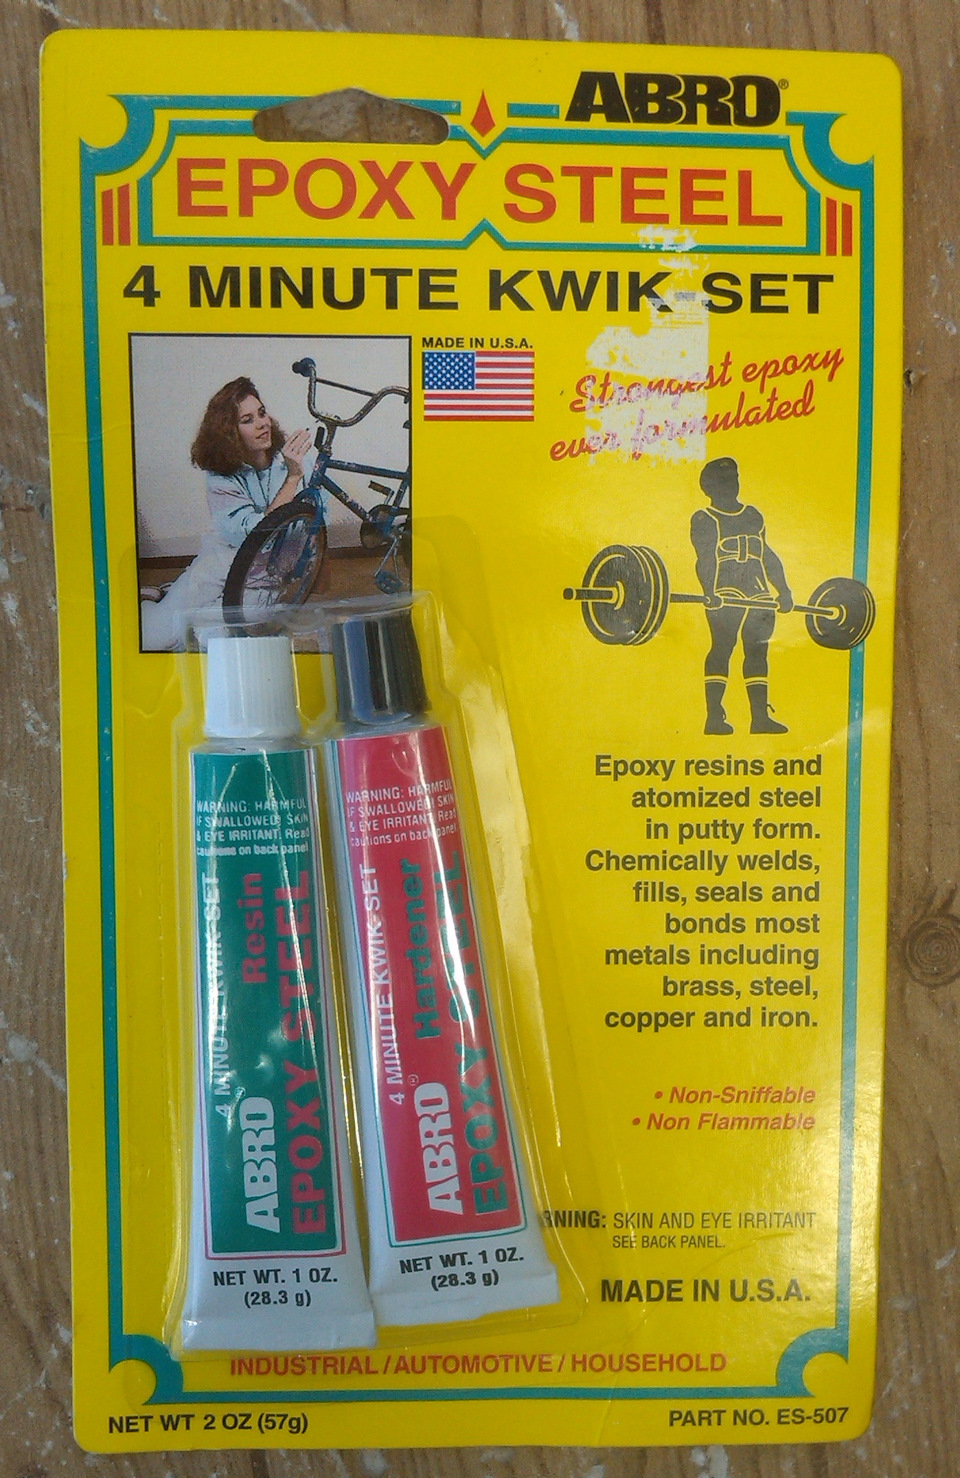 ABRO®
EPOXY STEEL
4 MINUTE KWIK-SET
MADE IN U.S.A.
Strongest epoxy
ever formulated
Epoxy resins and
atomized steel
in putty form.
Chemically welds,
fills, seals and
bonds most
metals including
brass, steel,
copper and iron.
• Non-Sniffable
• Non Flammable
RNING: SKIN AND EYE IRRITANT
SEE BACK PANEL.
MADE IN U.S.A.
WARNING: HARMFUL
IF SWALLOWED! SKIN
& EYE IRRITANT. Read
cautions on back panel
4 MINUTE KWIK-SET
Resin
ABRO®
EPOXY STEEL
NET WT. 1 OZ.
(28.3 g)
WARNING: HARMFUL
IF SWALLOWED! SKIN
& EYE IRRITANT. Read
cautions on back panel
4 MINUTE KWIK-SET
Hardener
ABRO®
EPOXY STEEL
NET WT. 1 OZ.
(28.3 g)
INDUSTRIAL / AUTOMOTIVE / HOUSEHOLD
NET WT 2 OZ (57g)
PART NO. ES-507